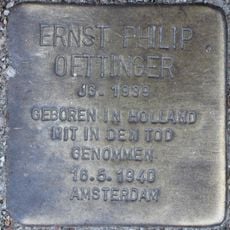 ERNST PHILIP
OETTINGER
JG. 1939
GEBOREN IN HOLLAND
MIT IN DEN TOD
GENOMMEN
16.5.1940
AMSTERDAM